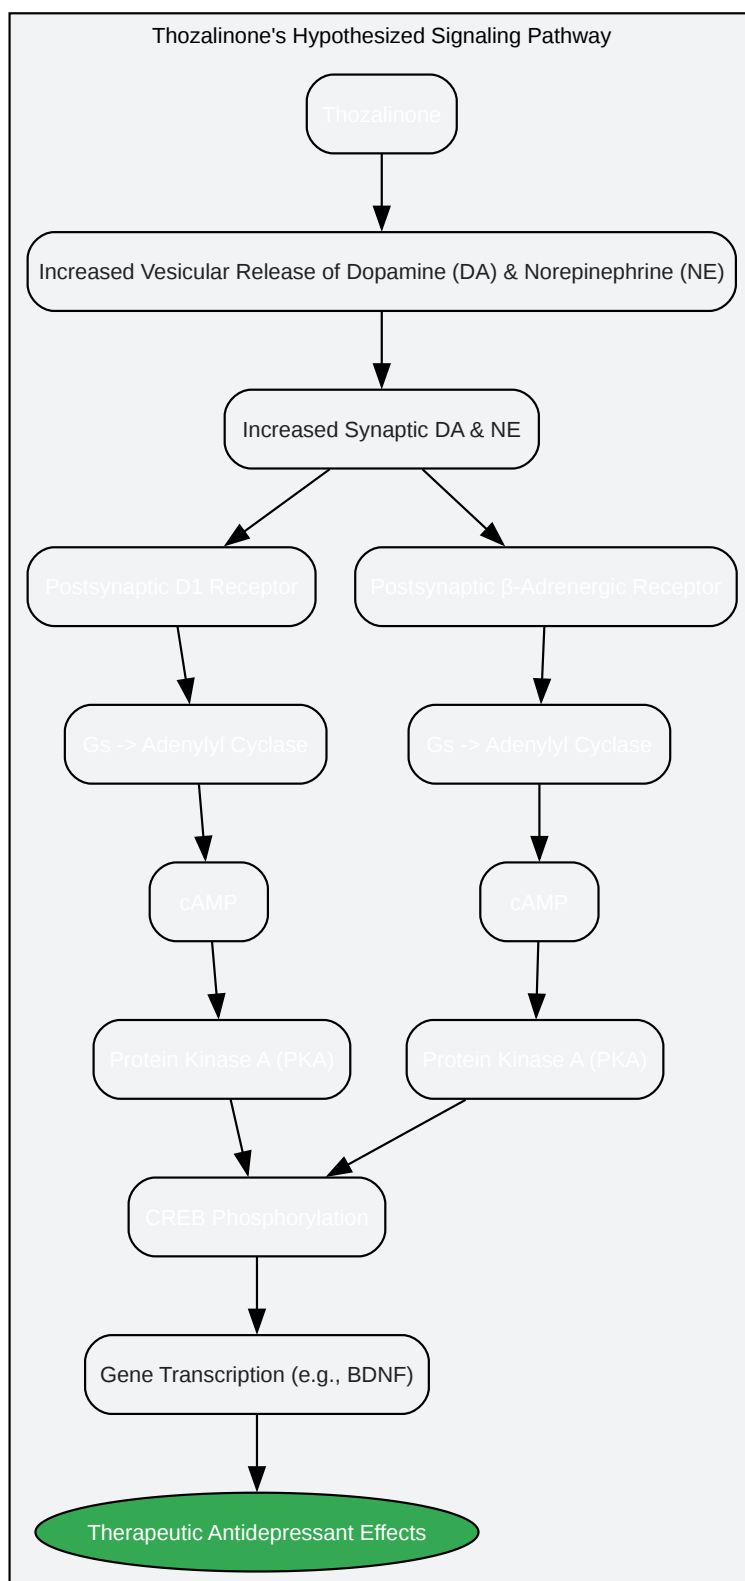 Thozalinone's Hypothesized Signaling Pathway
Thozalinone
Increased Vesicular Release of Dopamine (DA) & Norepinephrine (NE)
Increased Synaptic DA & NE
Postsynaptic D1 Receptor
Postsynaptic β-Adrenergic Receptor
Gs -> Adenylyl Cyclase
Gs -> Adenylyl Cyclase
cAMP
cAMP
Protein Kinase A (PKA)
Protein Kinase A (PKA)
CREB Phosphorylation
Gene Transcription (e.g., BDNF)
Therapeutic Antidepressant Effects